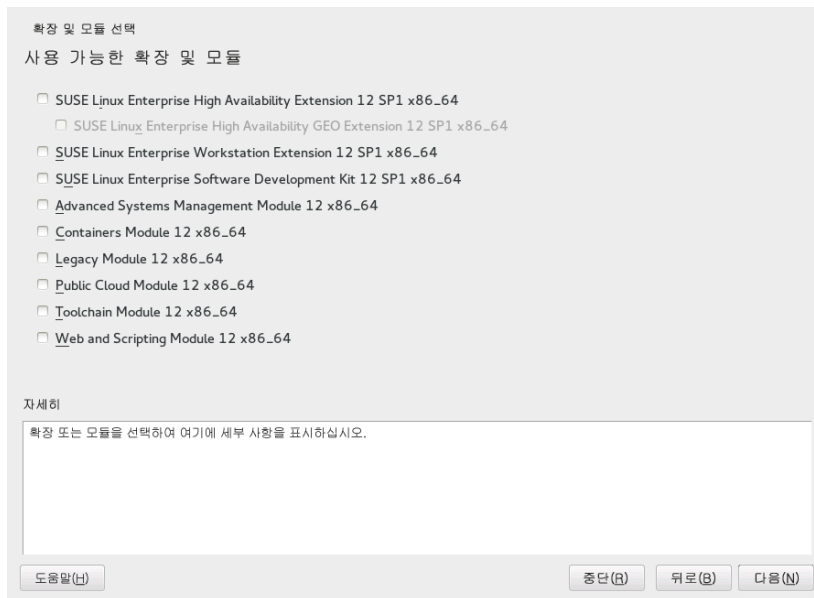 확장 및 모듈 선택
사용 가능한 확장 및 모듈
SUSE Linux Enterprise High Availability Extension 12 SP1 x86_64
SUSE Linux Enterprise High Availability GEO Extension 12 SP1 x86_64
SUSE Linux Enterprise Workstation Extension 12 SP1 x86_64
SUSE Linux Enterprise Software Development Kit 12 SP1 x86_64
Advanced Systems Management Module 12 x86_64
Containers Module 12 x86_64
Legacy Module 12 x86_64
Public Cloud Module 12 x86_64
Toolchain Module 12 x86_64
Web and Scripting Module 12 x86_64
자세히
확장 또는 모듈을 선택하여 여기에 세부 사항을 표시하십시오.
도움말(H) 중단(R) 뒤로(B) 다음(N)